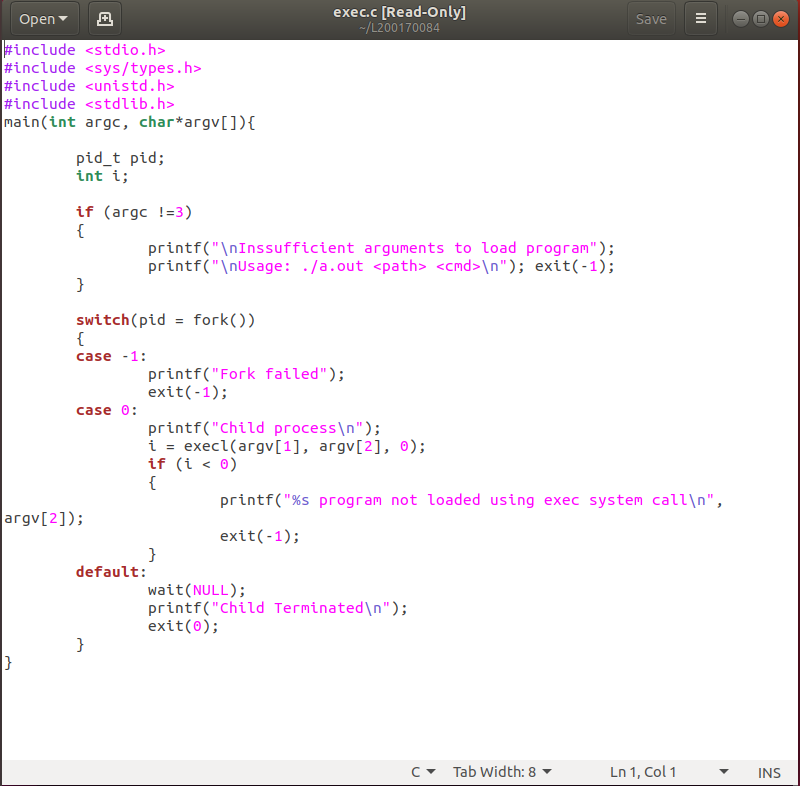 Open
exec.c [Read-Only]
~/L200170084
Save
#include <stdio.h>
#include <sys/types.h>
#include <unistd.h>
#include <stdlib.h>
main(int argc, char*argv[]){
pid_t pid;
int i;
if (argc !=3)
{
printf("\nInssufficient arguments to load program");
printf("\nUsage: ./a.out <path> <cmd>\n"); exit(-1);
}
switch(pid = fork())
{
case -1:
printf("Fork failed");
exit(-1);
case 0:
printf("Child process\n");
i = execl(argv[1], argv[2], 0);
if (i < 0)
{
printf("%s program not loaded using exec system call\n",
argv[2]);
exit(-1);
}
default:
wait(NULL);
printf("Child Terminated\n");
exit(0);
}
}
C Tab Width: 8 Ln 1, Col 1 INS